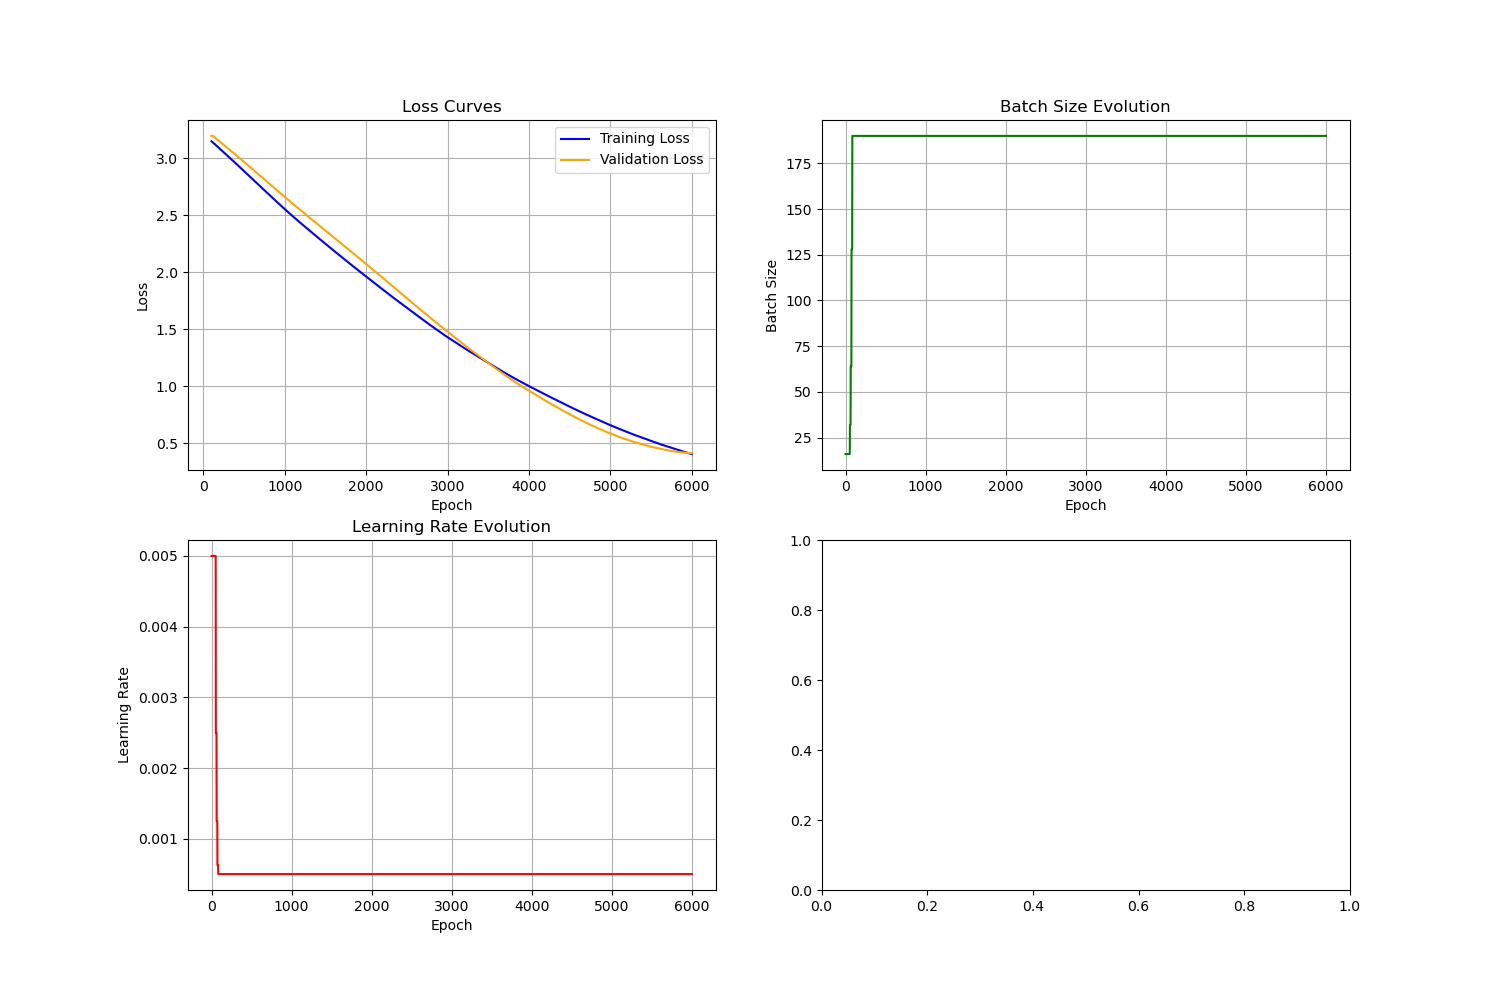 Loss Curves
Training Loss
Validation Loss
3.0
2.5
2.0
1.5
1.0
0.5
Loss
0 1000 2000 3000 4000 5000 6000
Epoch
Batch Size Evolution
175
150
125
100
75
50
25
Batch Size
0 1000 2000 3000 4000 5000 6000
Epoch
Learning Rate Evolution
0.005
0.004
0.003
0.002
0.001
Learning Rate
0 1000 2000 3000 4000 5000 6000
Epoch
1.0
0.8
0.6
0.4
0.2
0.0
0.0 0.2 0.4 0.6 0.8 1.0